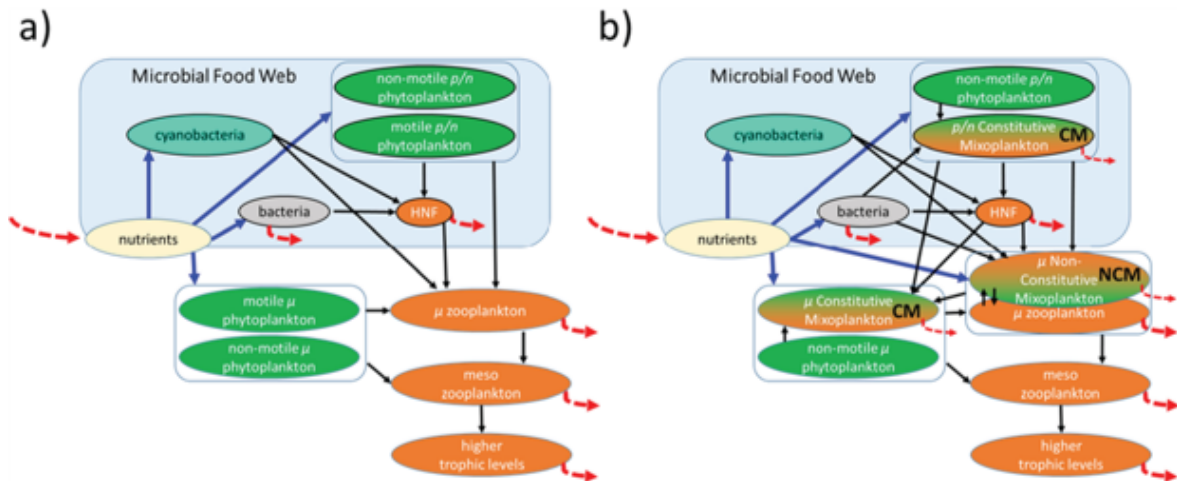 a)
Microbial Food Web
non-motile p/n
phytoplankton
cyanobacteria
motile p/n
phytoplankton
bacteria
HNF
nutrients
motile μ
phytoplankton
μ zooplankton
non-motile μ
phytoplankton
meso
zooplankton
higher
trophic levels
b)
Microbial Food Web
non-motile p/n
phytoplankton
cyanobacteria
p/n Constitutive
Mixoplankton
CM
bacteria
HNF
nutrients
μ Non-
Constitutive
Mixoplankton
NCM
μ Constitutive
Mixoplankton
CM
μ zooplankton
non-motile μ
phytoplankton
meso
zooplankton
higher
trophic levels